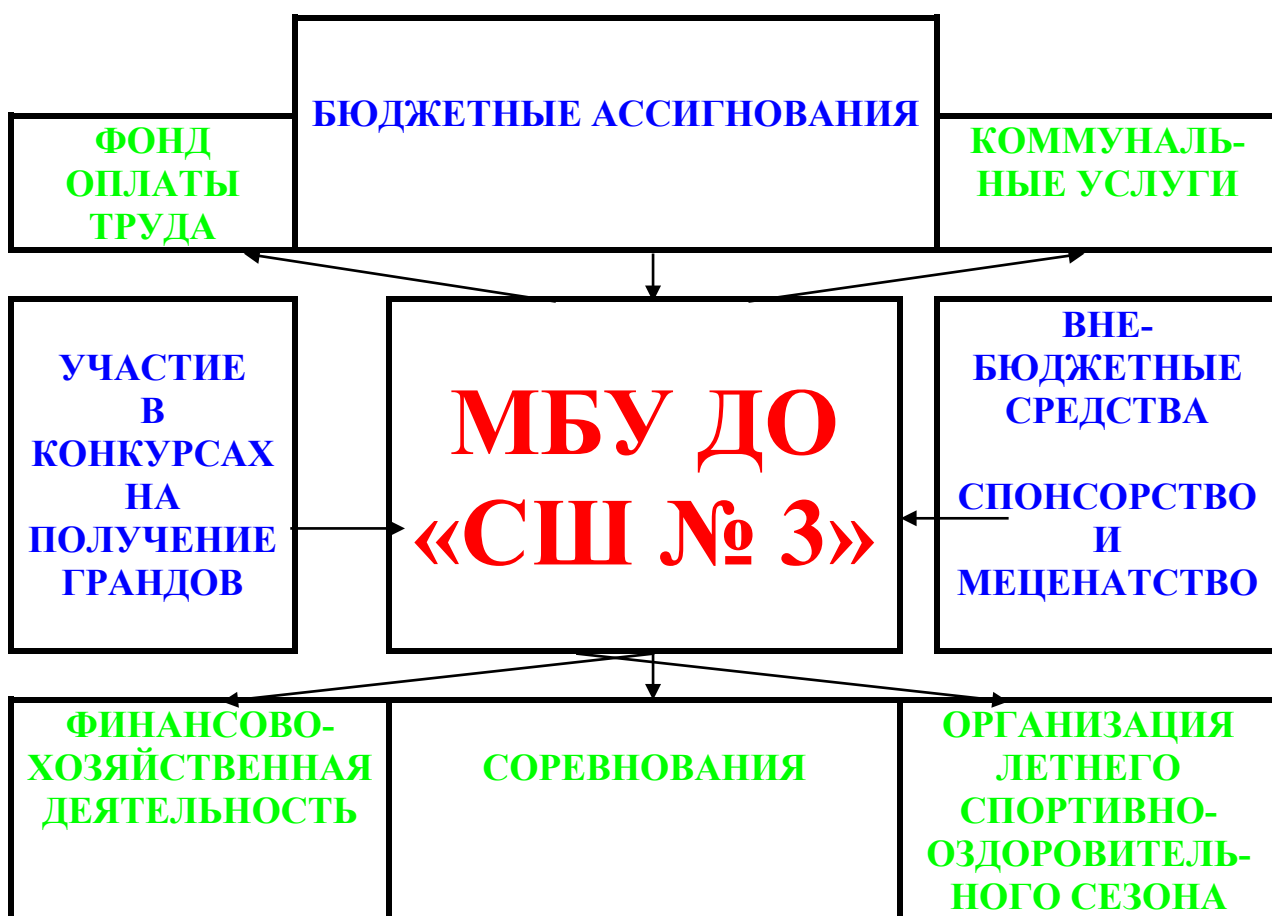 БЮДЖЕТНЫЕ АССИГНОВАНИЯ
ФОНД
ОПЛАТЫ
ТРУДА
КОММУНАЛЬ-
НЫЕ УСЛУГИ
УЧАСТИЕ
В
КОНКУРСАХ
НА
ПОЛУЧЕНИЕ
ГРАНДОВ
МБУ ДО
«СШ № 3»
ВНЕ-
БЮДЖЕТНЫЕ
СРЕДСТВА
СПОНСОРСТВО
И
МЕЦЕНАТСТВО
ФИНАНСОВО-
ХОЗЯЙСТВЕННАЯ
ДЕЯТЕЛЬНОСТЬ
СОРЕВНОВАНИЯ
ОРГАНИЗАЦИЯ
ЛЕТНЕГО
СПОРТИВНО-
ОЗДОРОВИТЕЛЬ-
НОГО СЕЗОНА